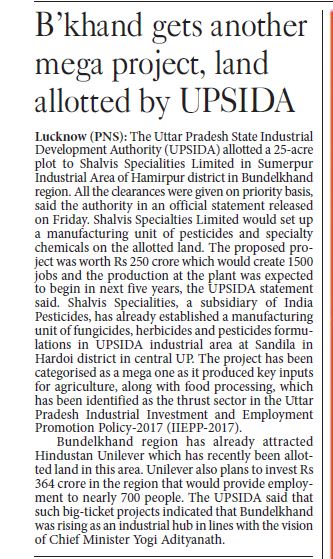 B’khand gets another
mega project, land
allotted by UPSIDA
Lucknow (PNS): The Uttar Pradesh State Industrial
Development Authority (UPSIDA) allotted a 25-acre
plot to Shalvis Specialities Limited in Sumerpur
Industrial Area of Hamirpur district in Bundelkhand
region. All the clearances were given on priority basis,
said the authority in an official statement released
on Friday. Shalvis Specialties Limited would set up
a manufacturing unit of pesticides and specialty
chemicals on the allotted land. The proposed pro-
ject was worth Rs 250 crore which would create 1500
jobs and the production at the plant was expected
to begin in next five years, the UPSIDA statement
said. Shalvis Specialities, a subsidiary of India
Pesticides, has already established a manufacturing
unit of fungicides, herbicides and pesticides formu-
lations in UPSIDA industrial area at Sandila in
Hardoi district in central UP. The project has been
categorised as a mega one as it produced key inputs
for agriculture, along with food processing, which
has been identified as the thrust sector in the Uttar
Pradesh Industrial Investment and Employment
Promotion Policy-2017 (IIEPP-2017).
Bundelkhand region has already attracted
Hindustan Unilever which has recently been allot-
ted land in this area. Unilever also plans to invest Rs
364 crore in the region that would provide employ-
ment to nearly 700 people. The UPSIDA said that
such big-ticket projects indicated that Bundelkhand
was rising as an industrial hub in lines with the vision
of Chief Minister Yogi Adityanath.